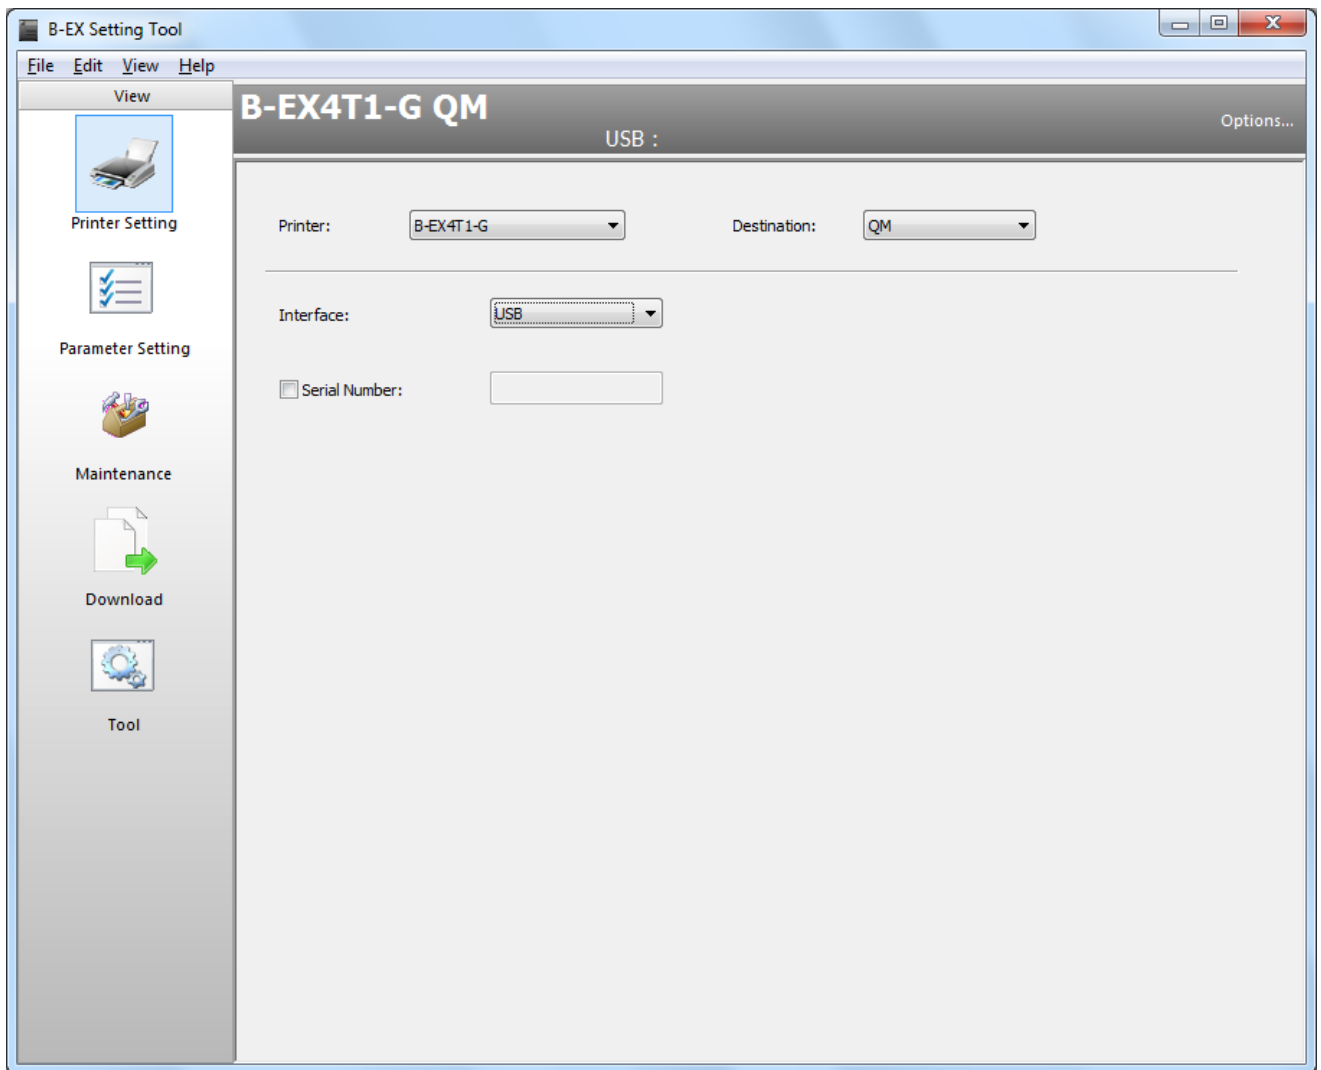 B-EX Setting Tool
File Edit View Help
View
B-EX4T1-G QM
USB :
Options...
Printer Setting
Printer: B-EX4T1-G Destination: QM
Interface: USB
Parameter Setting
Serial Number:
Maintenance
Download
Tool